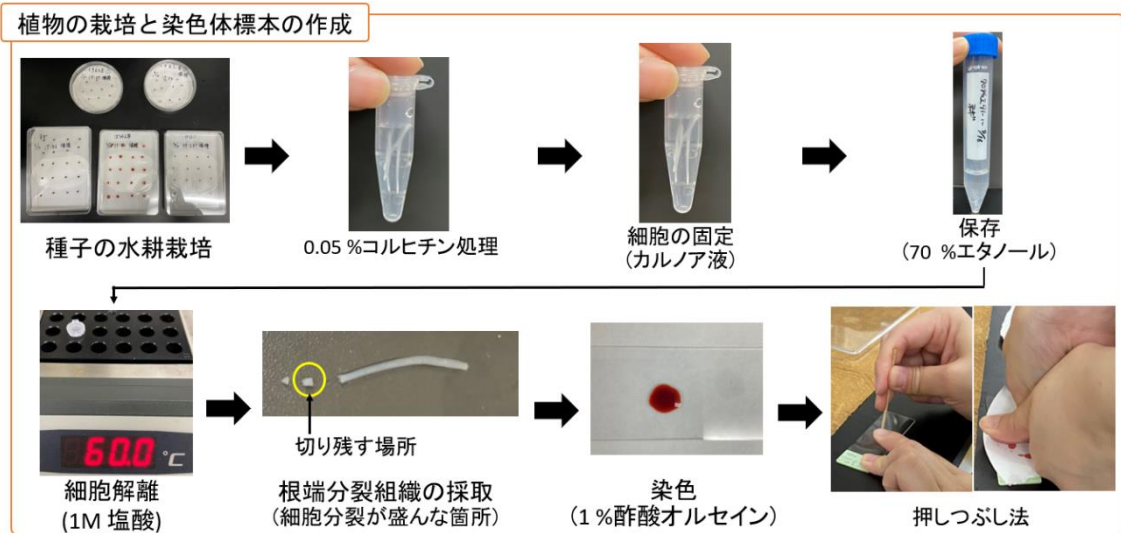 植物の栽培と染色体標本の作成
種子の水耕栽培
0.05 %コルヒチン処理
細胞の固定
(カルノア液)
保存
(70 %エタノール)
60.0 ℃
細胞解離
(1M 塩酸)
切り残す場所
根端分裂組織の採取
(細胞分裂が盛んな箇所)
染色
(1 %酢酸オルセイン)
押しつぶし法